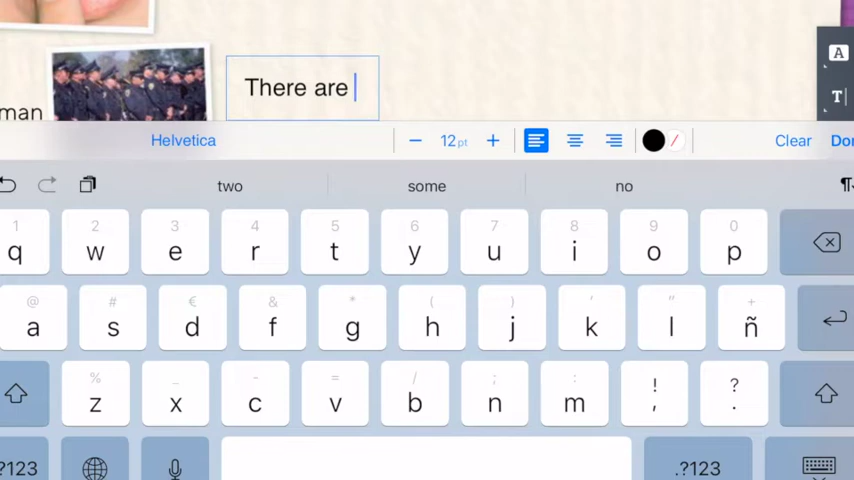 There are
man
A
T
Helvetica
− 12pt + Clear Don
two some no
1 2 3 4 5 6 7 8 9 0
q w e r t y u i o p
@ # € & * ( ) ' " +
a s d f g h j k l ñ
% _ - = / ; : ! ?
z x c v b n m , .
?123 .?123